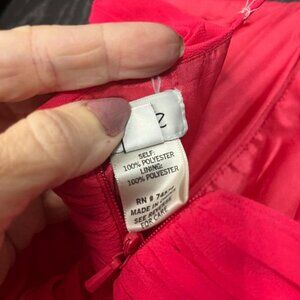 2
SELF:
100% POLYESTER
LINING:
100% POLYESTER
RN #
MADE IN
SEE REVERSE
FOR CARE